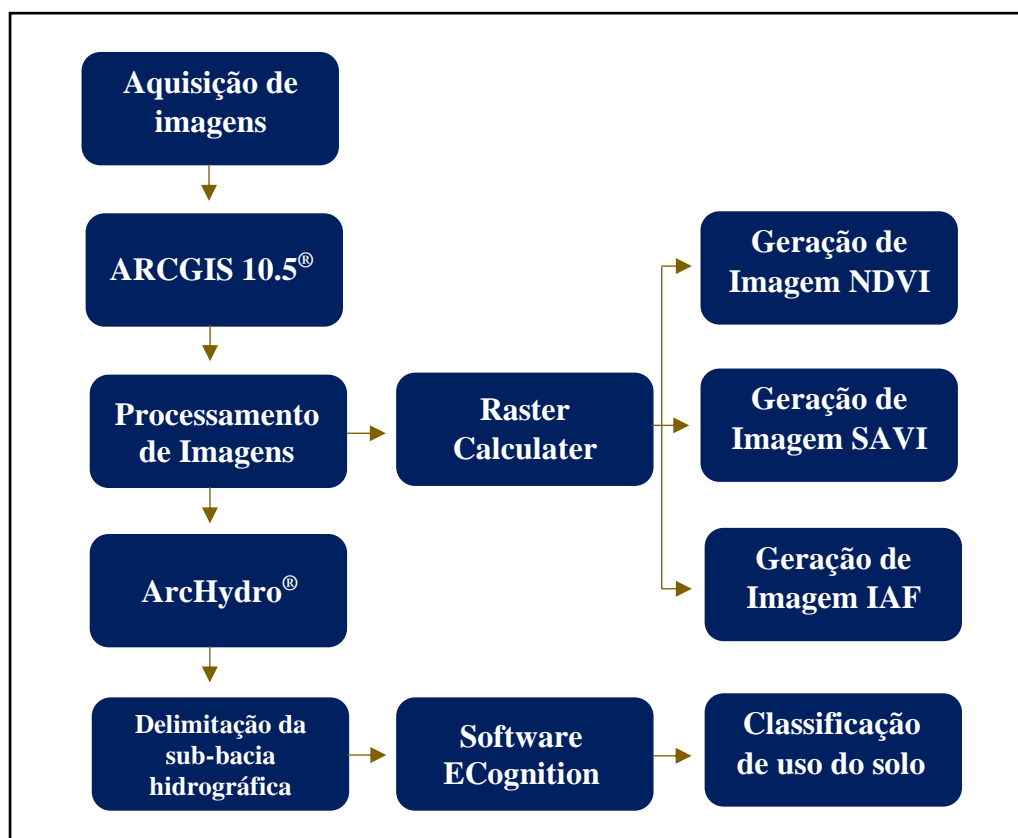 Aquisição de
imagens
ARCGIS 10.5®
Geração de
Imagem NDVI
Processamento
de Imagens
Raster
Calculater
Geração de
Imagem SAVI
ArcHydro®
Geração de
Imagem IAF
Delimitação da
sub-bacia
hidrográfica
Software
ECognition
Classificação
de uso do solo